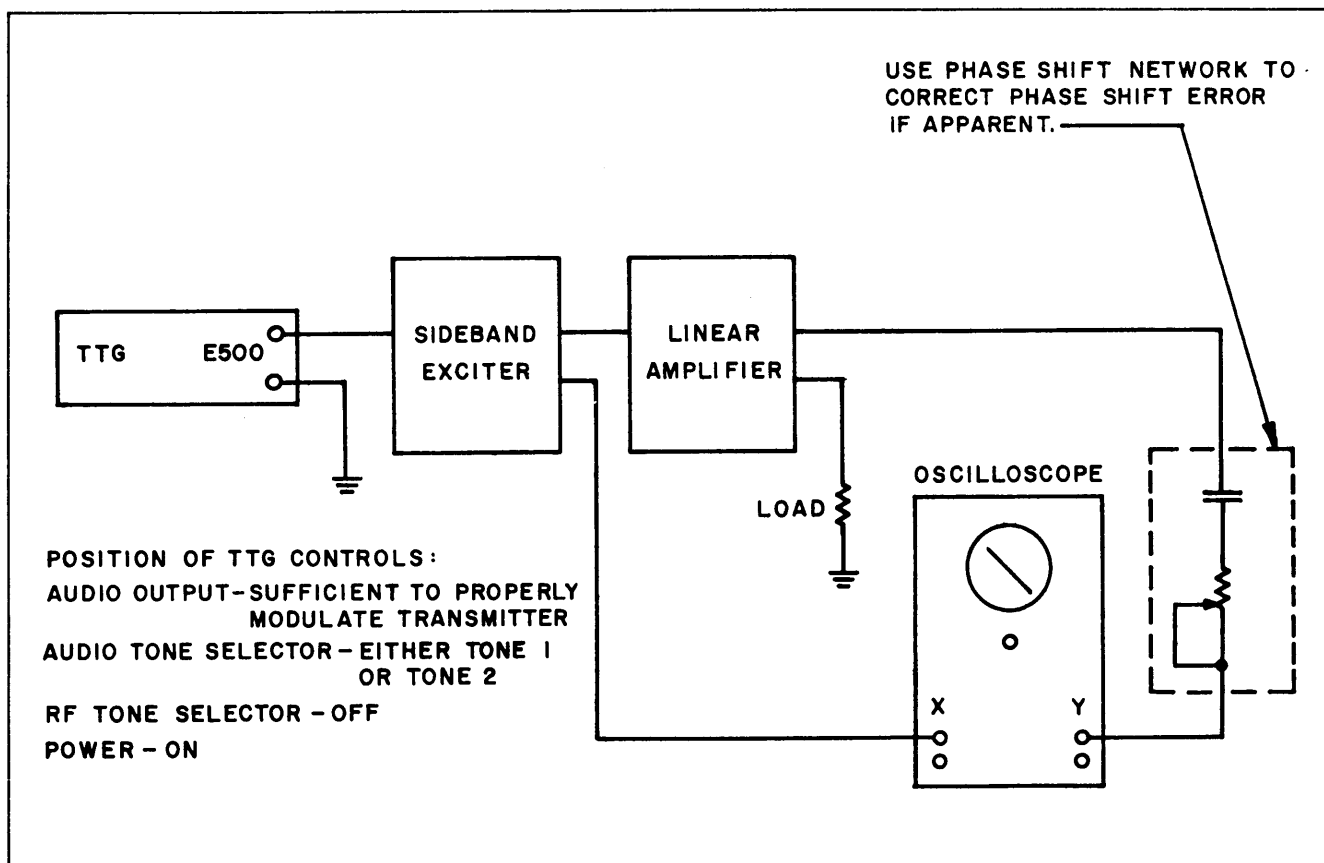 USE PHASE SHIFT NETWORK TO
CORRECT PHASE SHIFT ERROR
IF APPARENT.
TTG E500
SIDEBAND
EXCITER
LINEAR
AMPLIFIER
LOAD
OSCILLOSCOPE
X Y
POSITION OF TTG CONTROLS:
AUDIO OUTPUT-SUFFICIENT TO PROPERLY
MODULATE TRANSMITTER
AUDIO TONE SELECTOR-EITHER TONE 1
OR TONE 2
RF TONE SELECTOR-OFF
POWER-ON